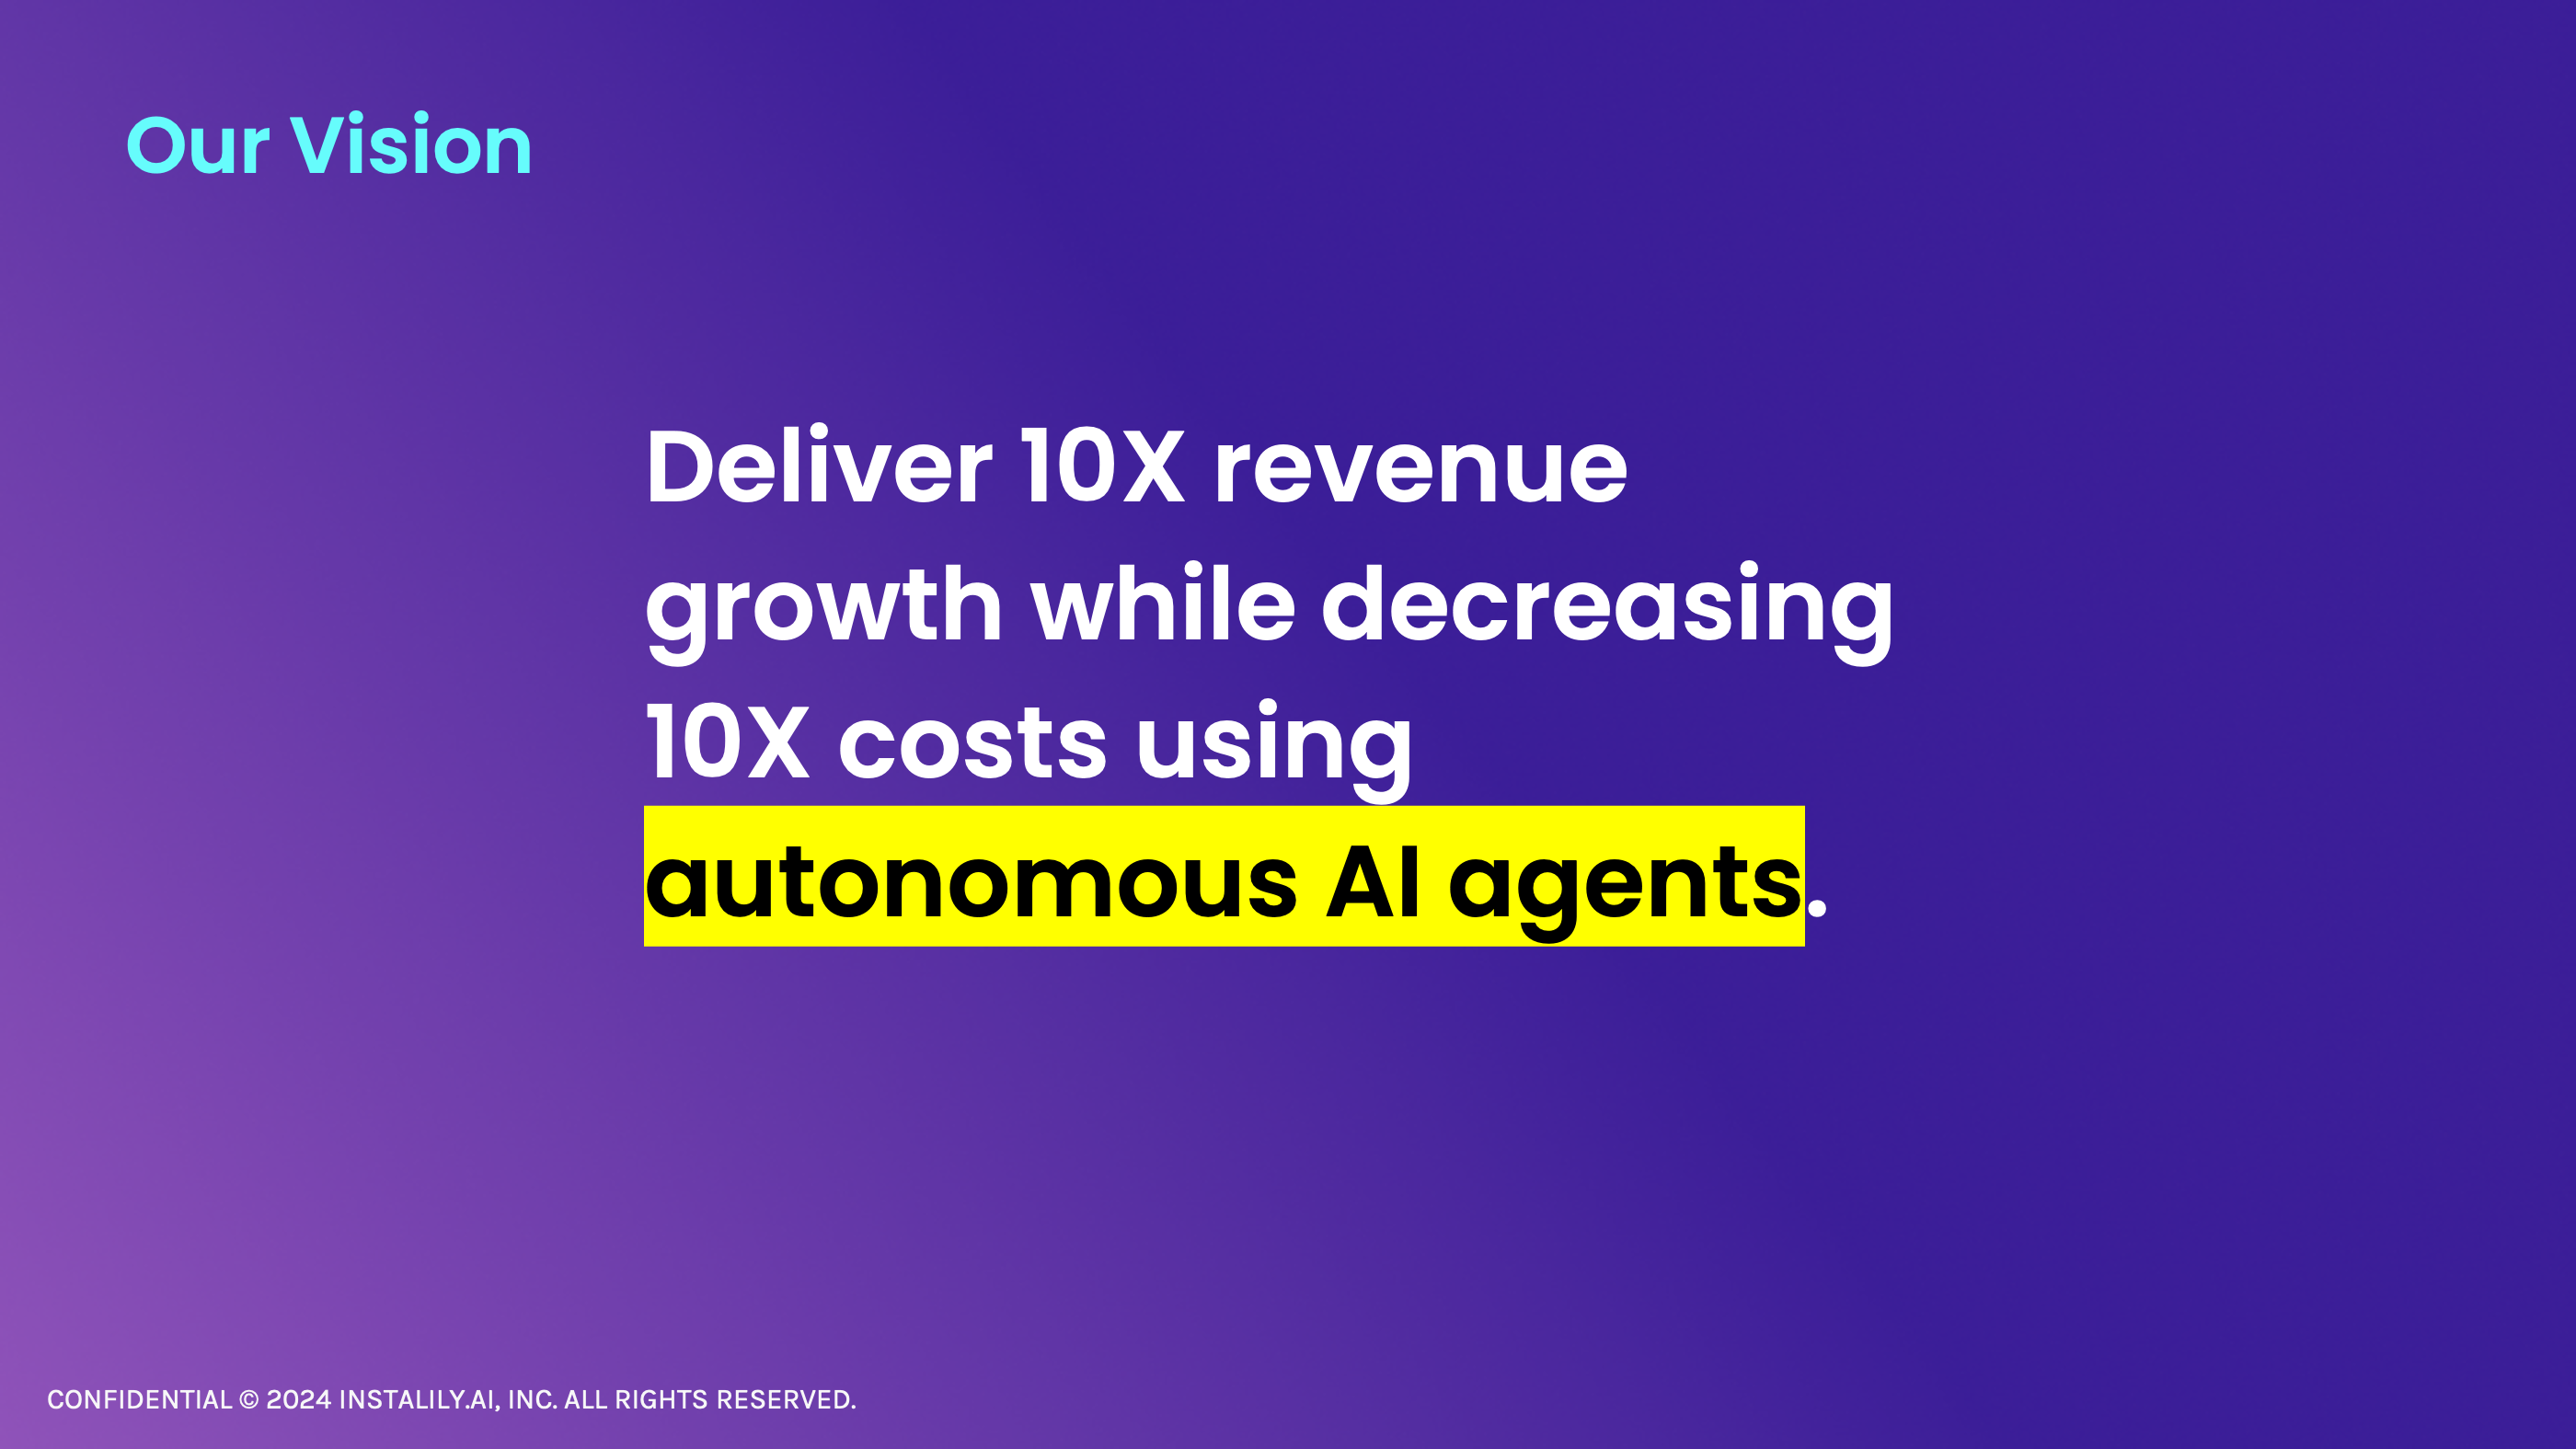 Our Vision
Deliver 10X revenue
growth while decreasing
10X costs using
autonomous AI agents.
CONFIDENTIAL © 2024 INSTALILY.AI, INC. ALL RIGHTS RESERVED.